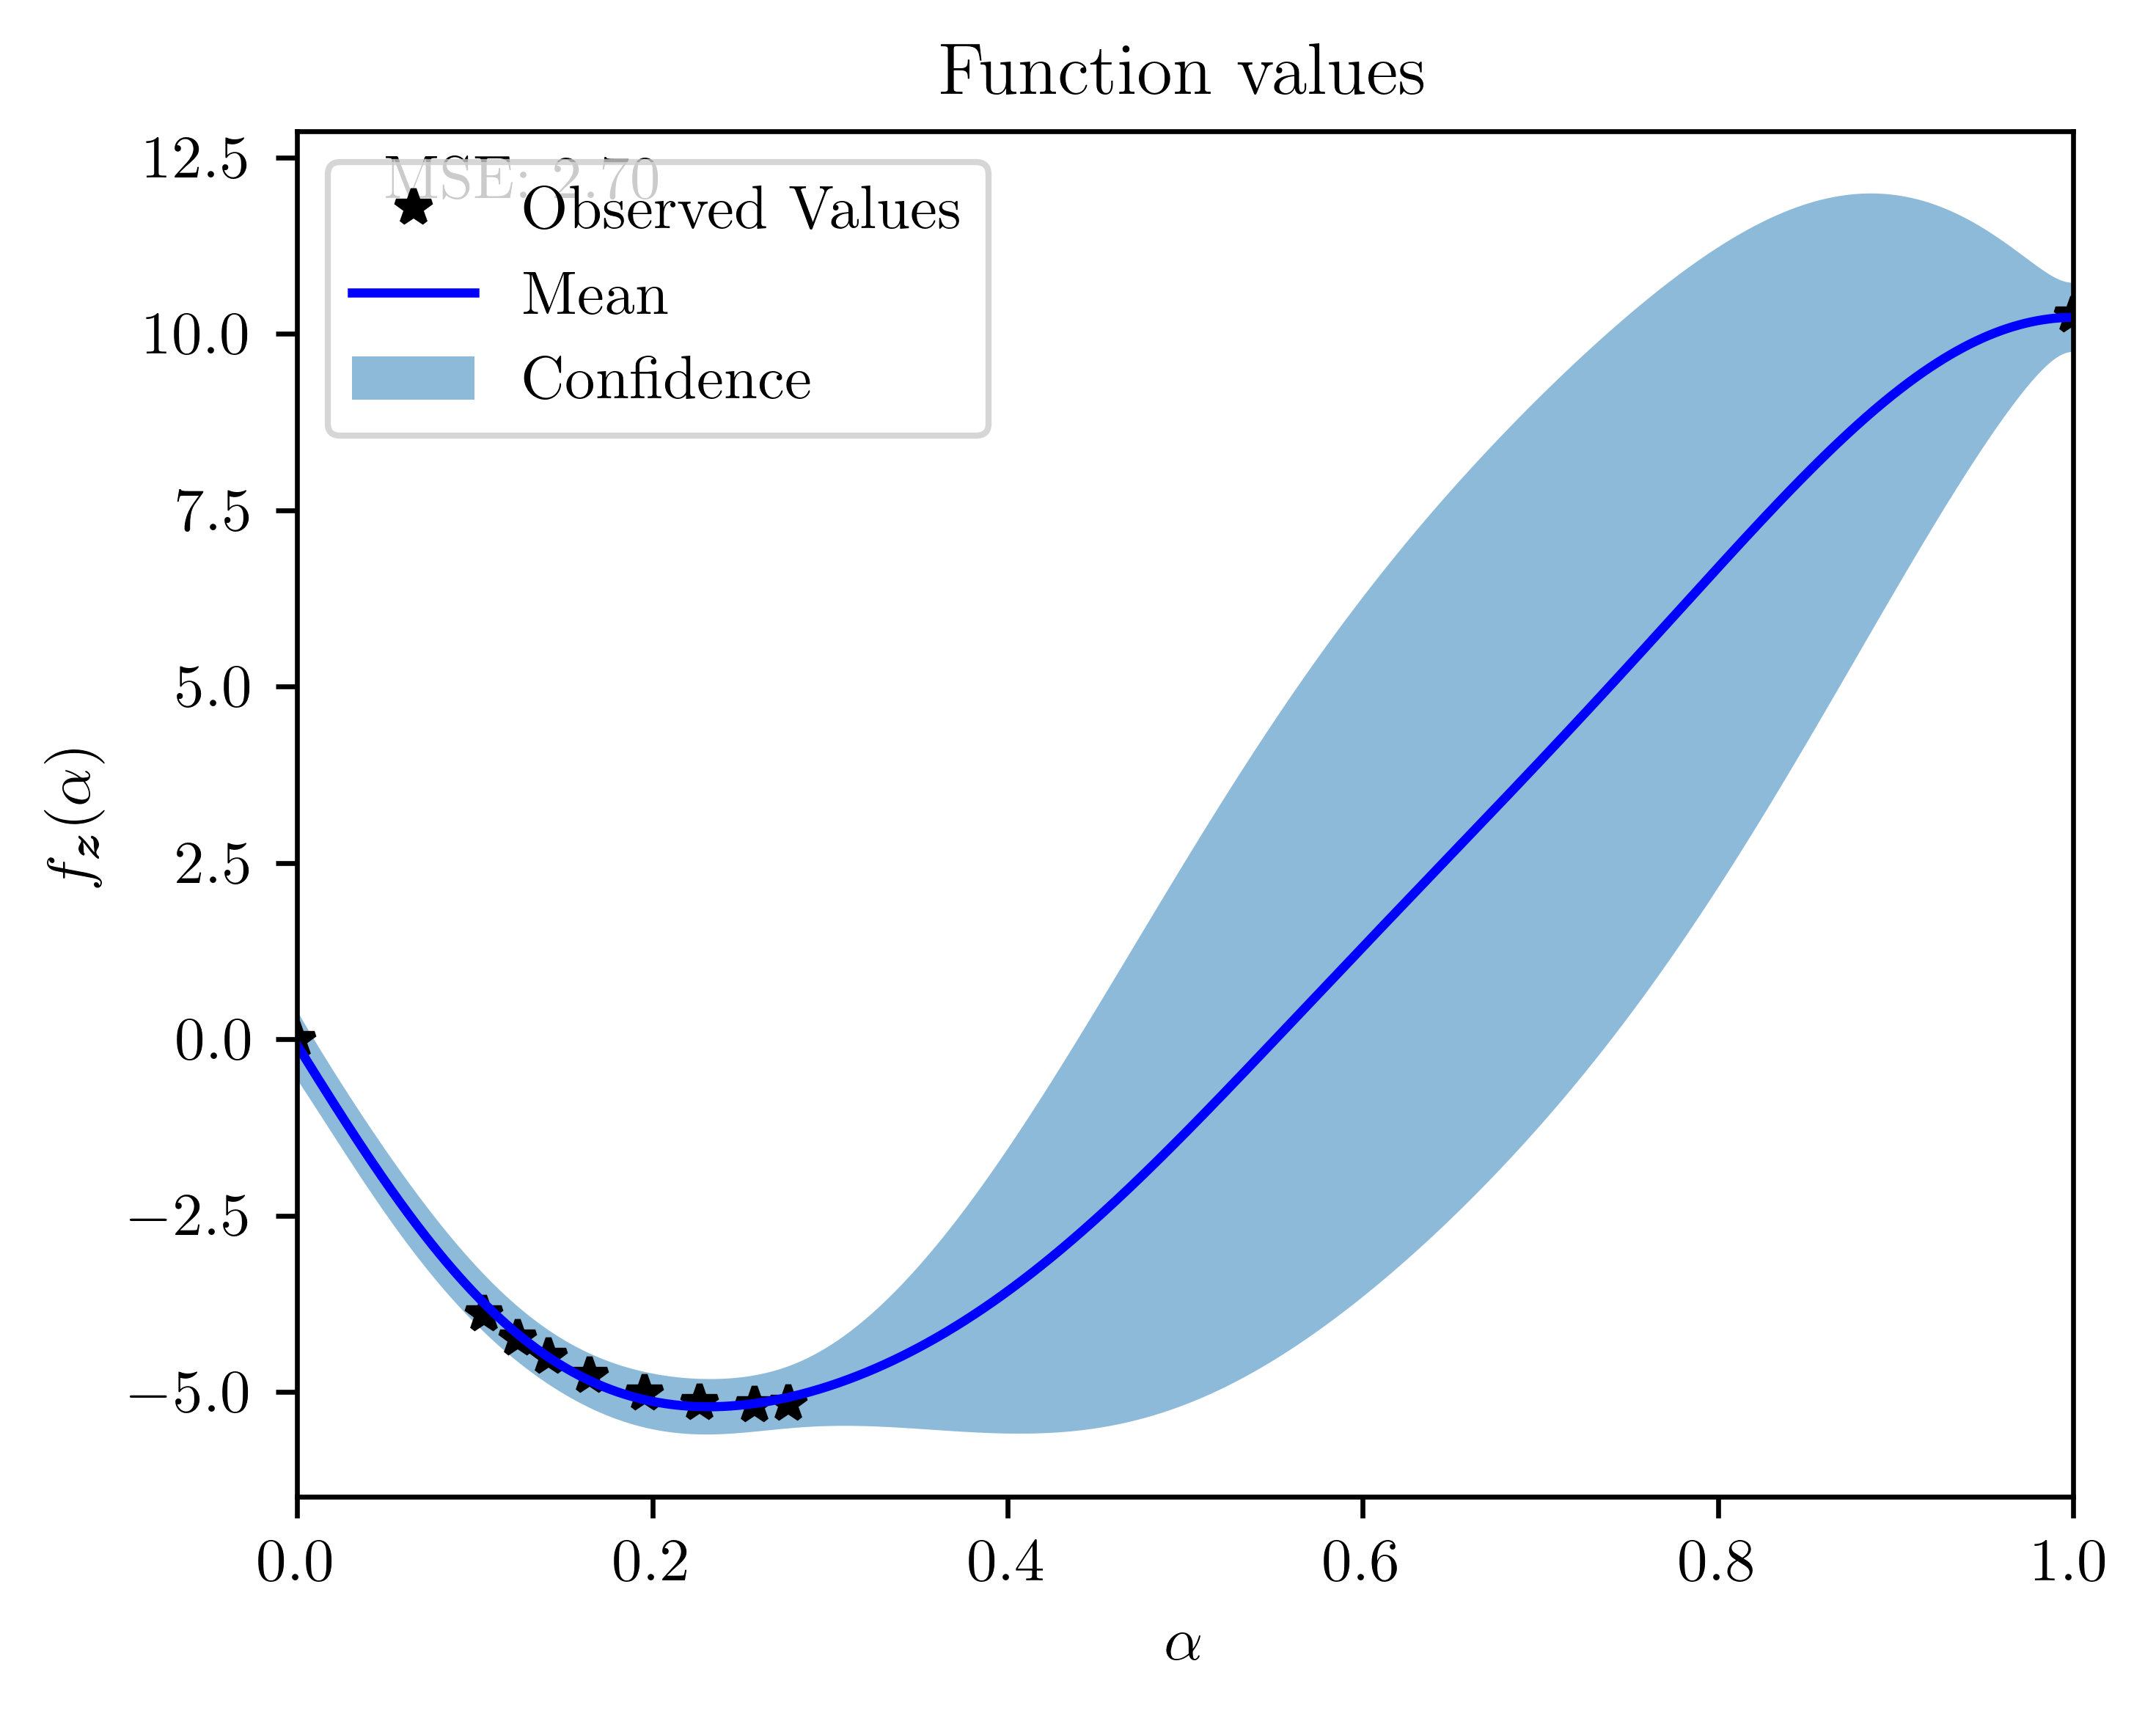 Function values
MSE: 2.70
Observed Values
Mean
Confidence
12.5
10.0
7.5
5.0
2.5
0.0
−2.5
−5.0
f_z(α)
0.0 0.2 0.4 0.6 0.8 1.0
α